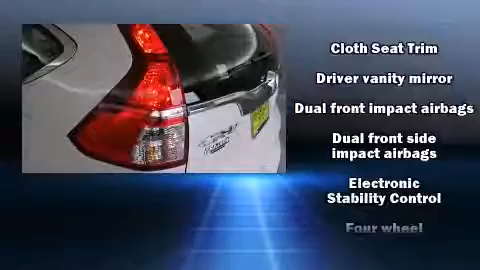 Cloth Seat Trim
Driver vanity mirror
Dual front impact airbags
Dual front side
impact airbags
Electronic
Stability Control
Four wheel